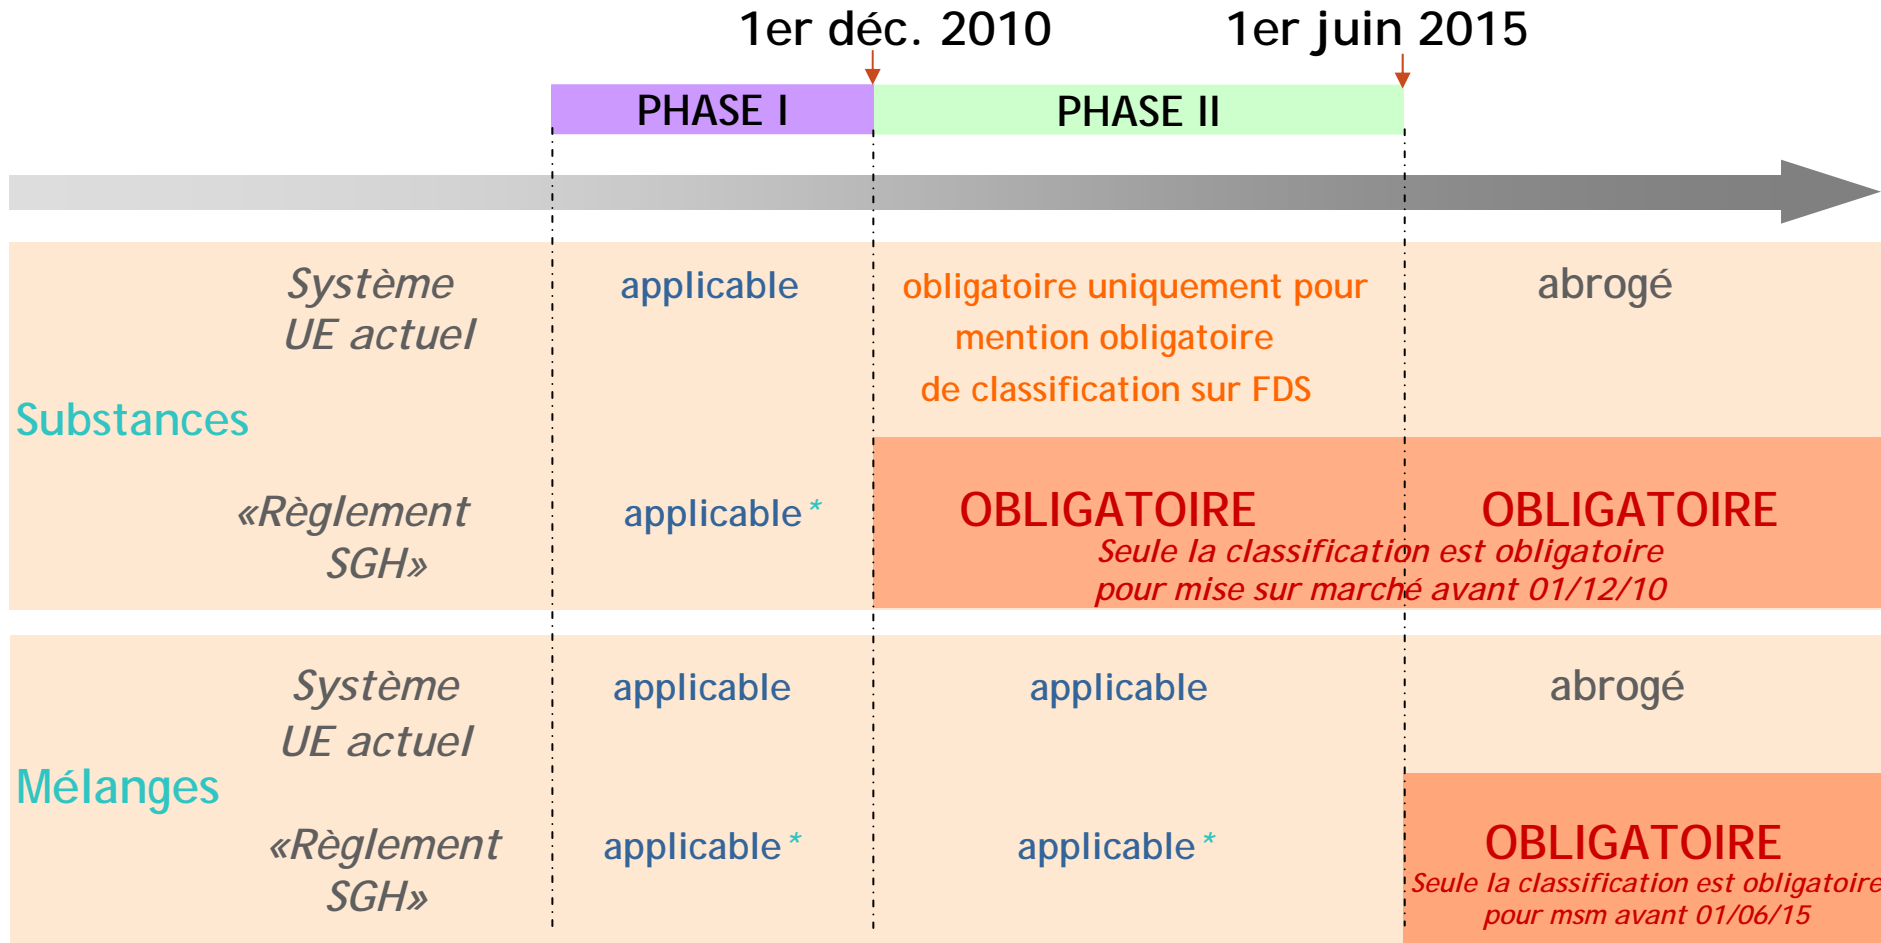 1er déc. 2010
1er juin 2015
PHASE I
PHASE II
Substances
Système
UE actuel
applicable
obligatoire uniquement pour
mention obligatoire
de classification sur FDS
abrogé
«Règlement
SGH»
applicable*
OBLIGATOIRE
OBLIGATOIRE
Seule la classification est obligatoire
pour mise sur marché avant 01/12/10
Mélanges
Système
UE actuel
applicable
applicable
abrogé
«Règlement
SGH»
applicable*
applicable*
OBLIGATOIRE
Seule la classification est obligatoire
pour msm avant 01/06/15